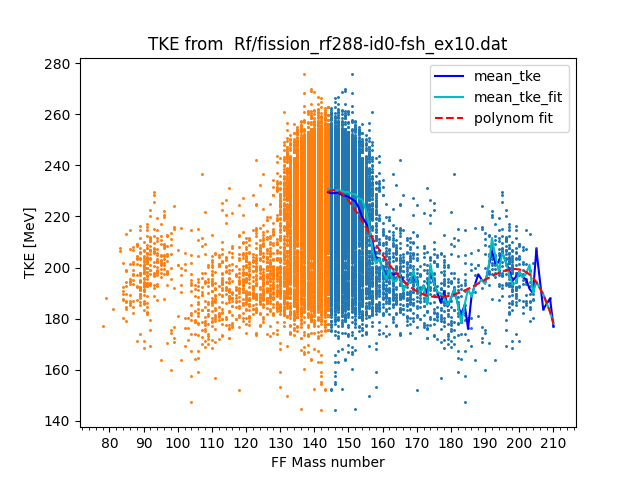 TKE from  Rf/fission_rf288-id0-fsh_ex10.dat
280
260
240
220
200
180
160
140
TKE [MeV]
mean_tke
mean_tke_fit
polynom fit
80 90 100 110 120 130 140 150 160 170 180 190 200 210
FF Mass number